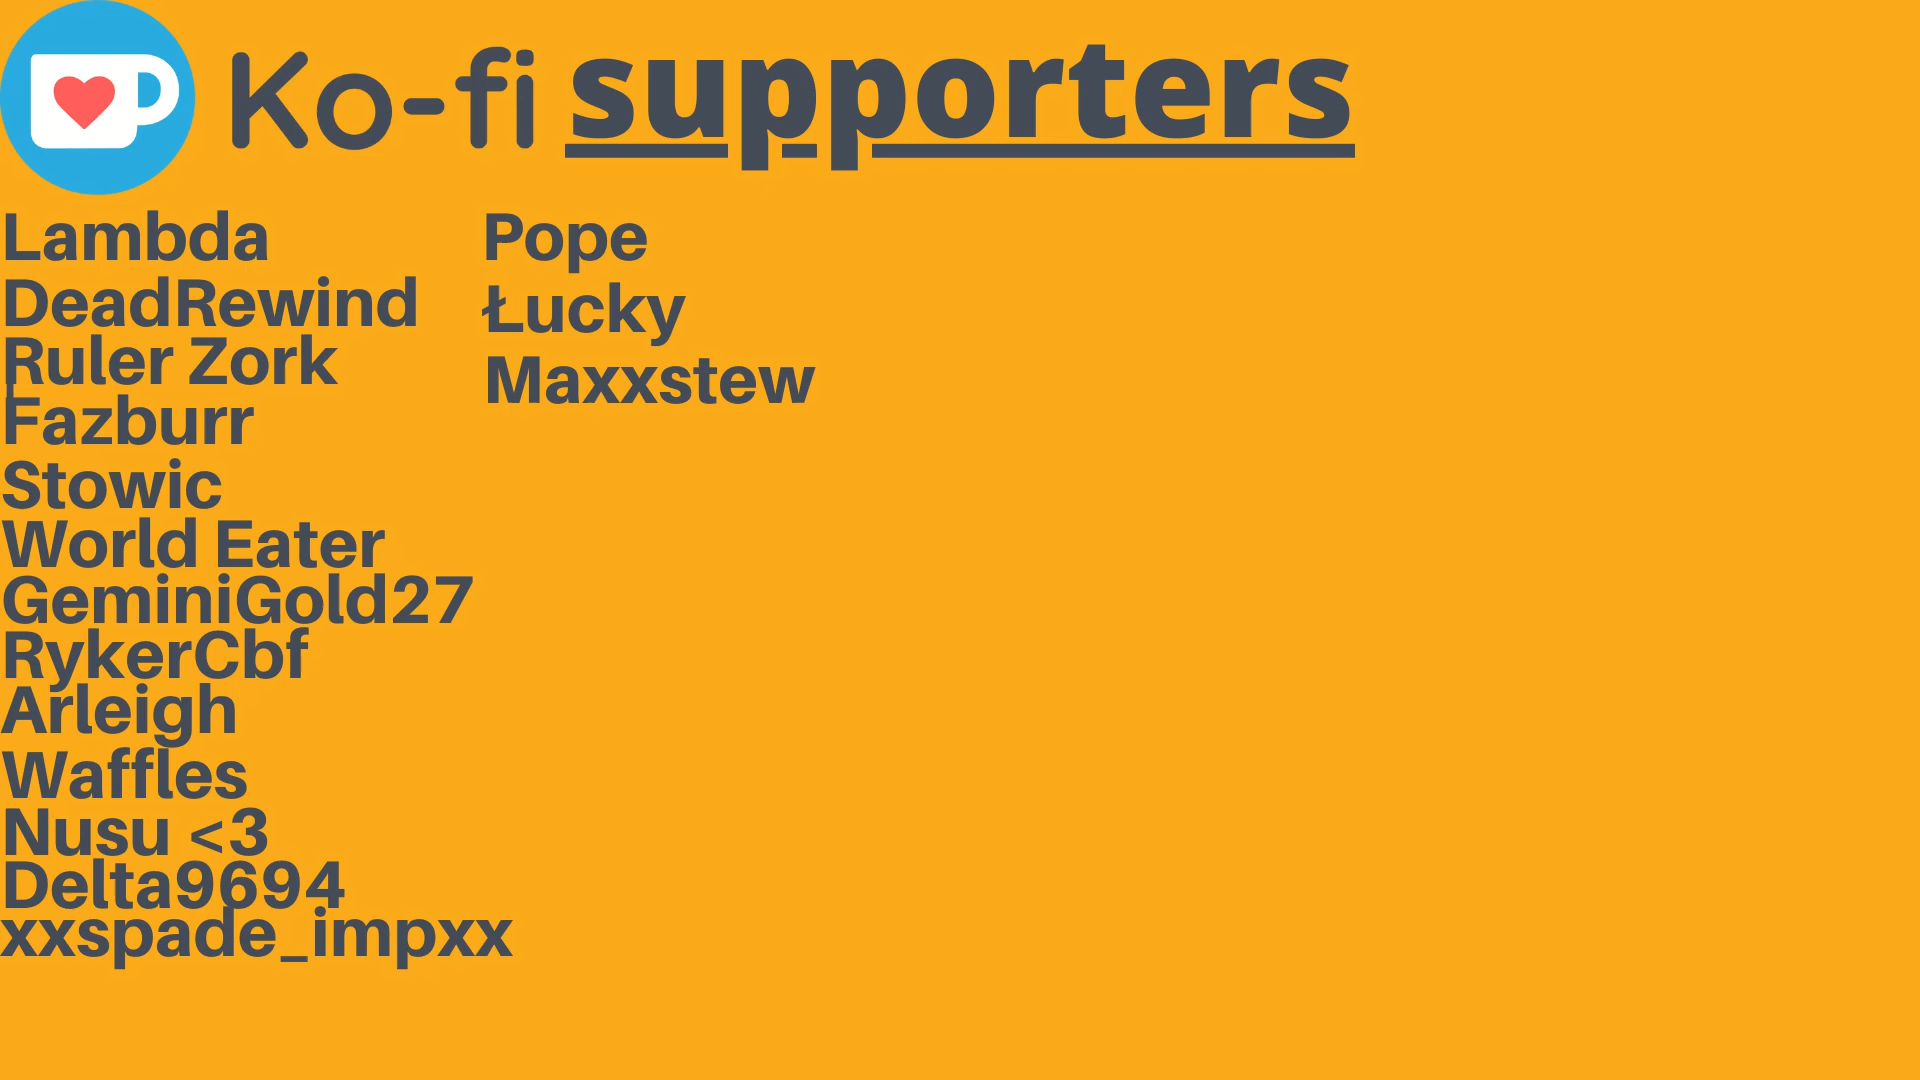 Ko-fi supporters
Lambda
DeadRewind
Ruler Zork
Fazburr
Stowic
World Eater
GeminiGold27
RykerCbf
Arleigh
Waffles
Nusu <3
Delta9694
xxspade_impxx
Pope
Łucky
Maxxstew